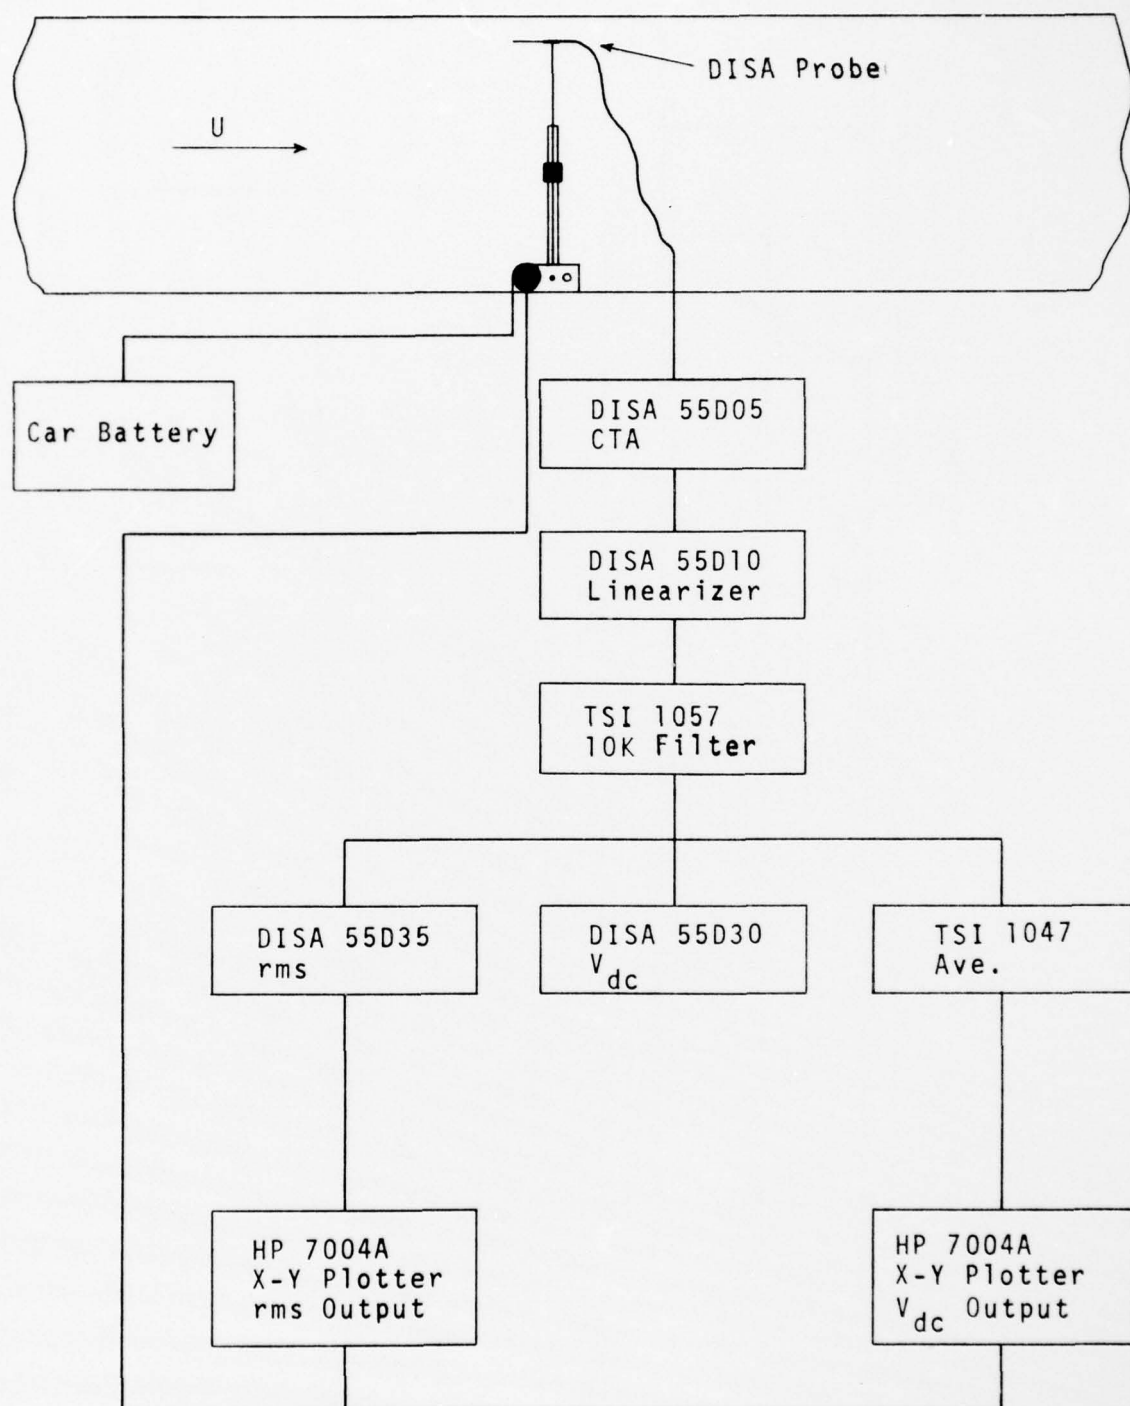 DISA Probe
U
Car Battery
DISA 55D05
CTA
DISA 55D10
Linearizer
TSI 1057
10K Filter
DISA 55D35
rms
DISA 55D30
Vdc
TSI 1047
Ave.
HP 7004A
X-Y Plotter
rms Output
HP 7004A
X-Y Plotter
Vdc Output